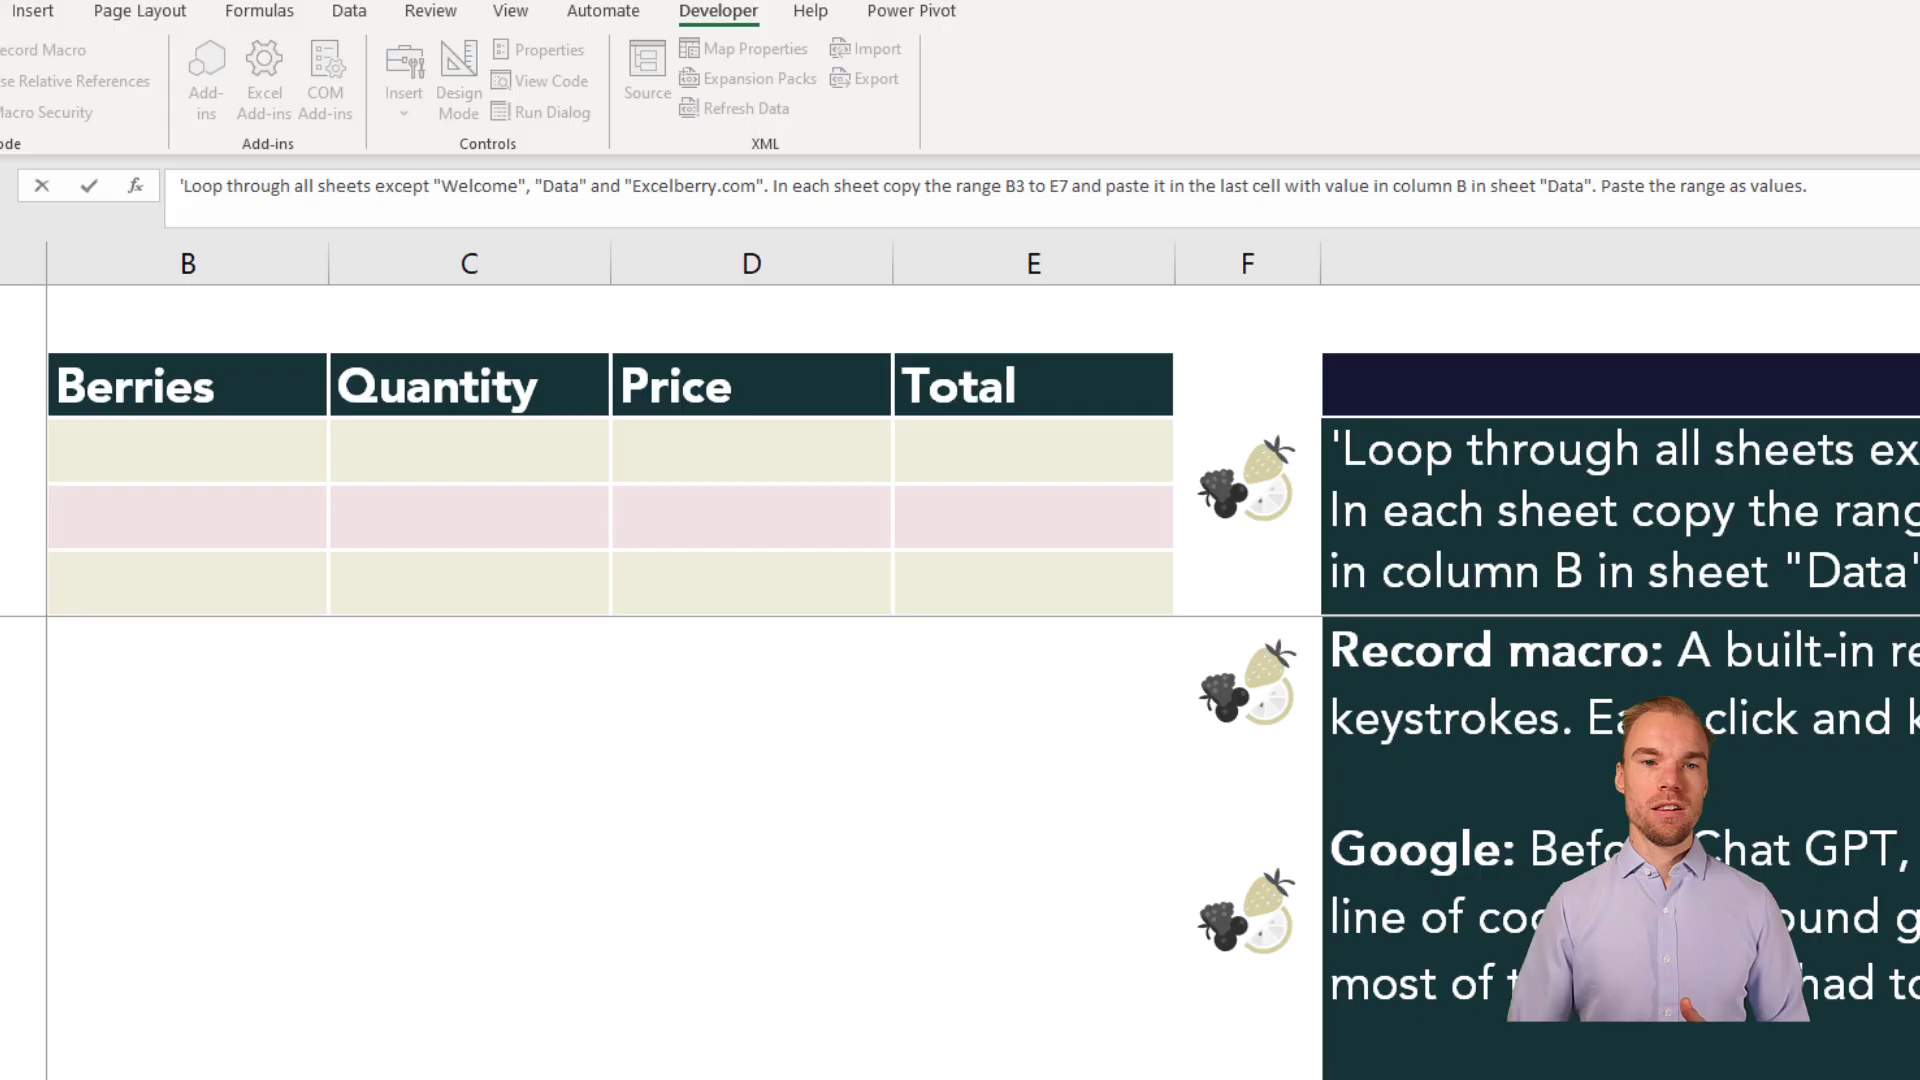 Insert Page Layout Formulas Data Review View Automate Developer Help Power Pivot
ecord Macro
se Relative References
Macro Security
ode
Add-
ins
Excel
Add-ins
COM
Add-ins
Add-ins
Insert
Design
Mode
Properties
View Code
Run Dialog
Controls
Source
Map Properties
Expansion Packs
Refresh Data
Import
Export
XML
fx
'Loop through all sheets except "Welcome", "Data" and "Excelberry.com". In each sheet copy the range B3 to E7 and paste it in the last cell with value in column B in sheet "Data". Paste the range as values.
B C D E F
Berries Quantity Price Total
'Loop through all sheets ex
In each sheet copy the rang
in column B in sheet "Data"
Record macro: A built-in re
keystrokes. Ea click and k
Google: Befo Chat GPT,
line of cod ound g
most of t had to